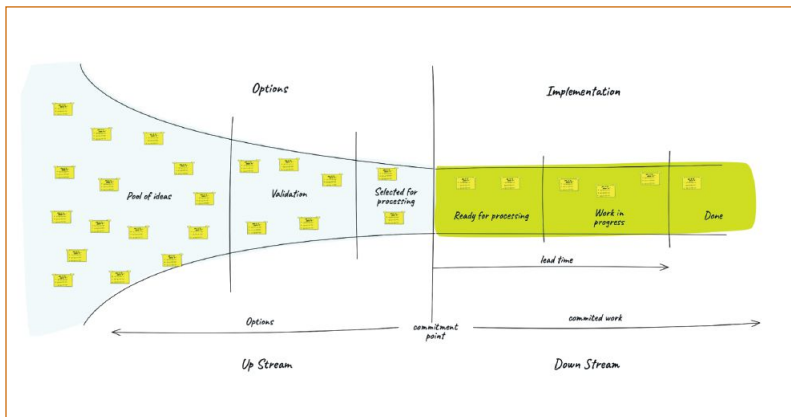 Options
Implementation
Pool of ideas
Validation
Selected for
processing
Ready for processing
Work in
progress
Done
lead time
Options
commitment
point
commited work
Up Stream
Down Stream